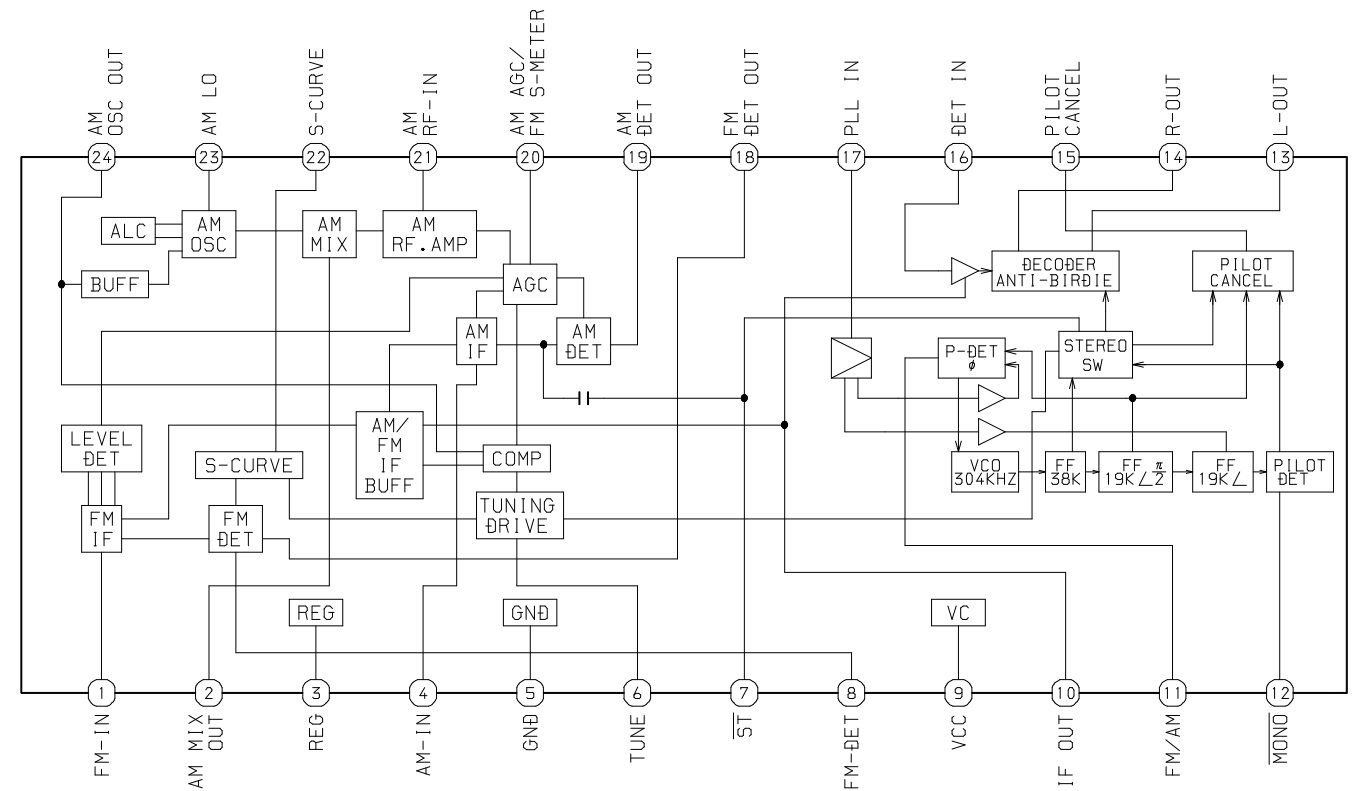 AM
OSC OUT
AM LO
S-CURVE
AM
RF-IN
AM AGC/
FM S-METER
AM
DET OUT
FM
DET OUT
PLL IN
DET IN
PILOT
CANCEL
R-OUT
L-OUT
24
23
22
21
20
19
18
17
16
15
14
13
ALC
AM
OSC
AM
MIX
AM
RF.AMP
BUFF
AGC
DECODER
ANTI-BIRDIE
PILOT
CANCEL
AM
IF
AM
DET
P-DET
φ
STEREO
SW
LEVEL
DET
S-CURVE
AM/
FM
IF
BUFF
COMP
VCO
304KHZ
FF
38K
FF
19K∠π/2
FF
19K∠
PILOT
DET
FM
IF
FM
DET
TUNING
DRIVE
REG
GND
VC
1
2
3
4
5
6
7
8
9
10
11
12
FM-IN
AM MIX
OUT
REG
AM-IN
GND
TUNE
ST
FM-DET
VCC
IF OUT
FM/AM
MONO